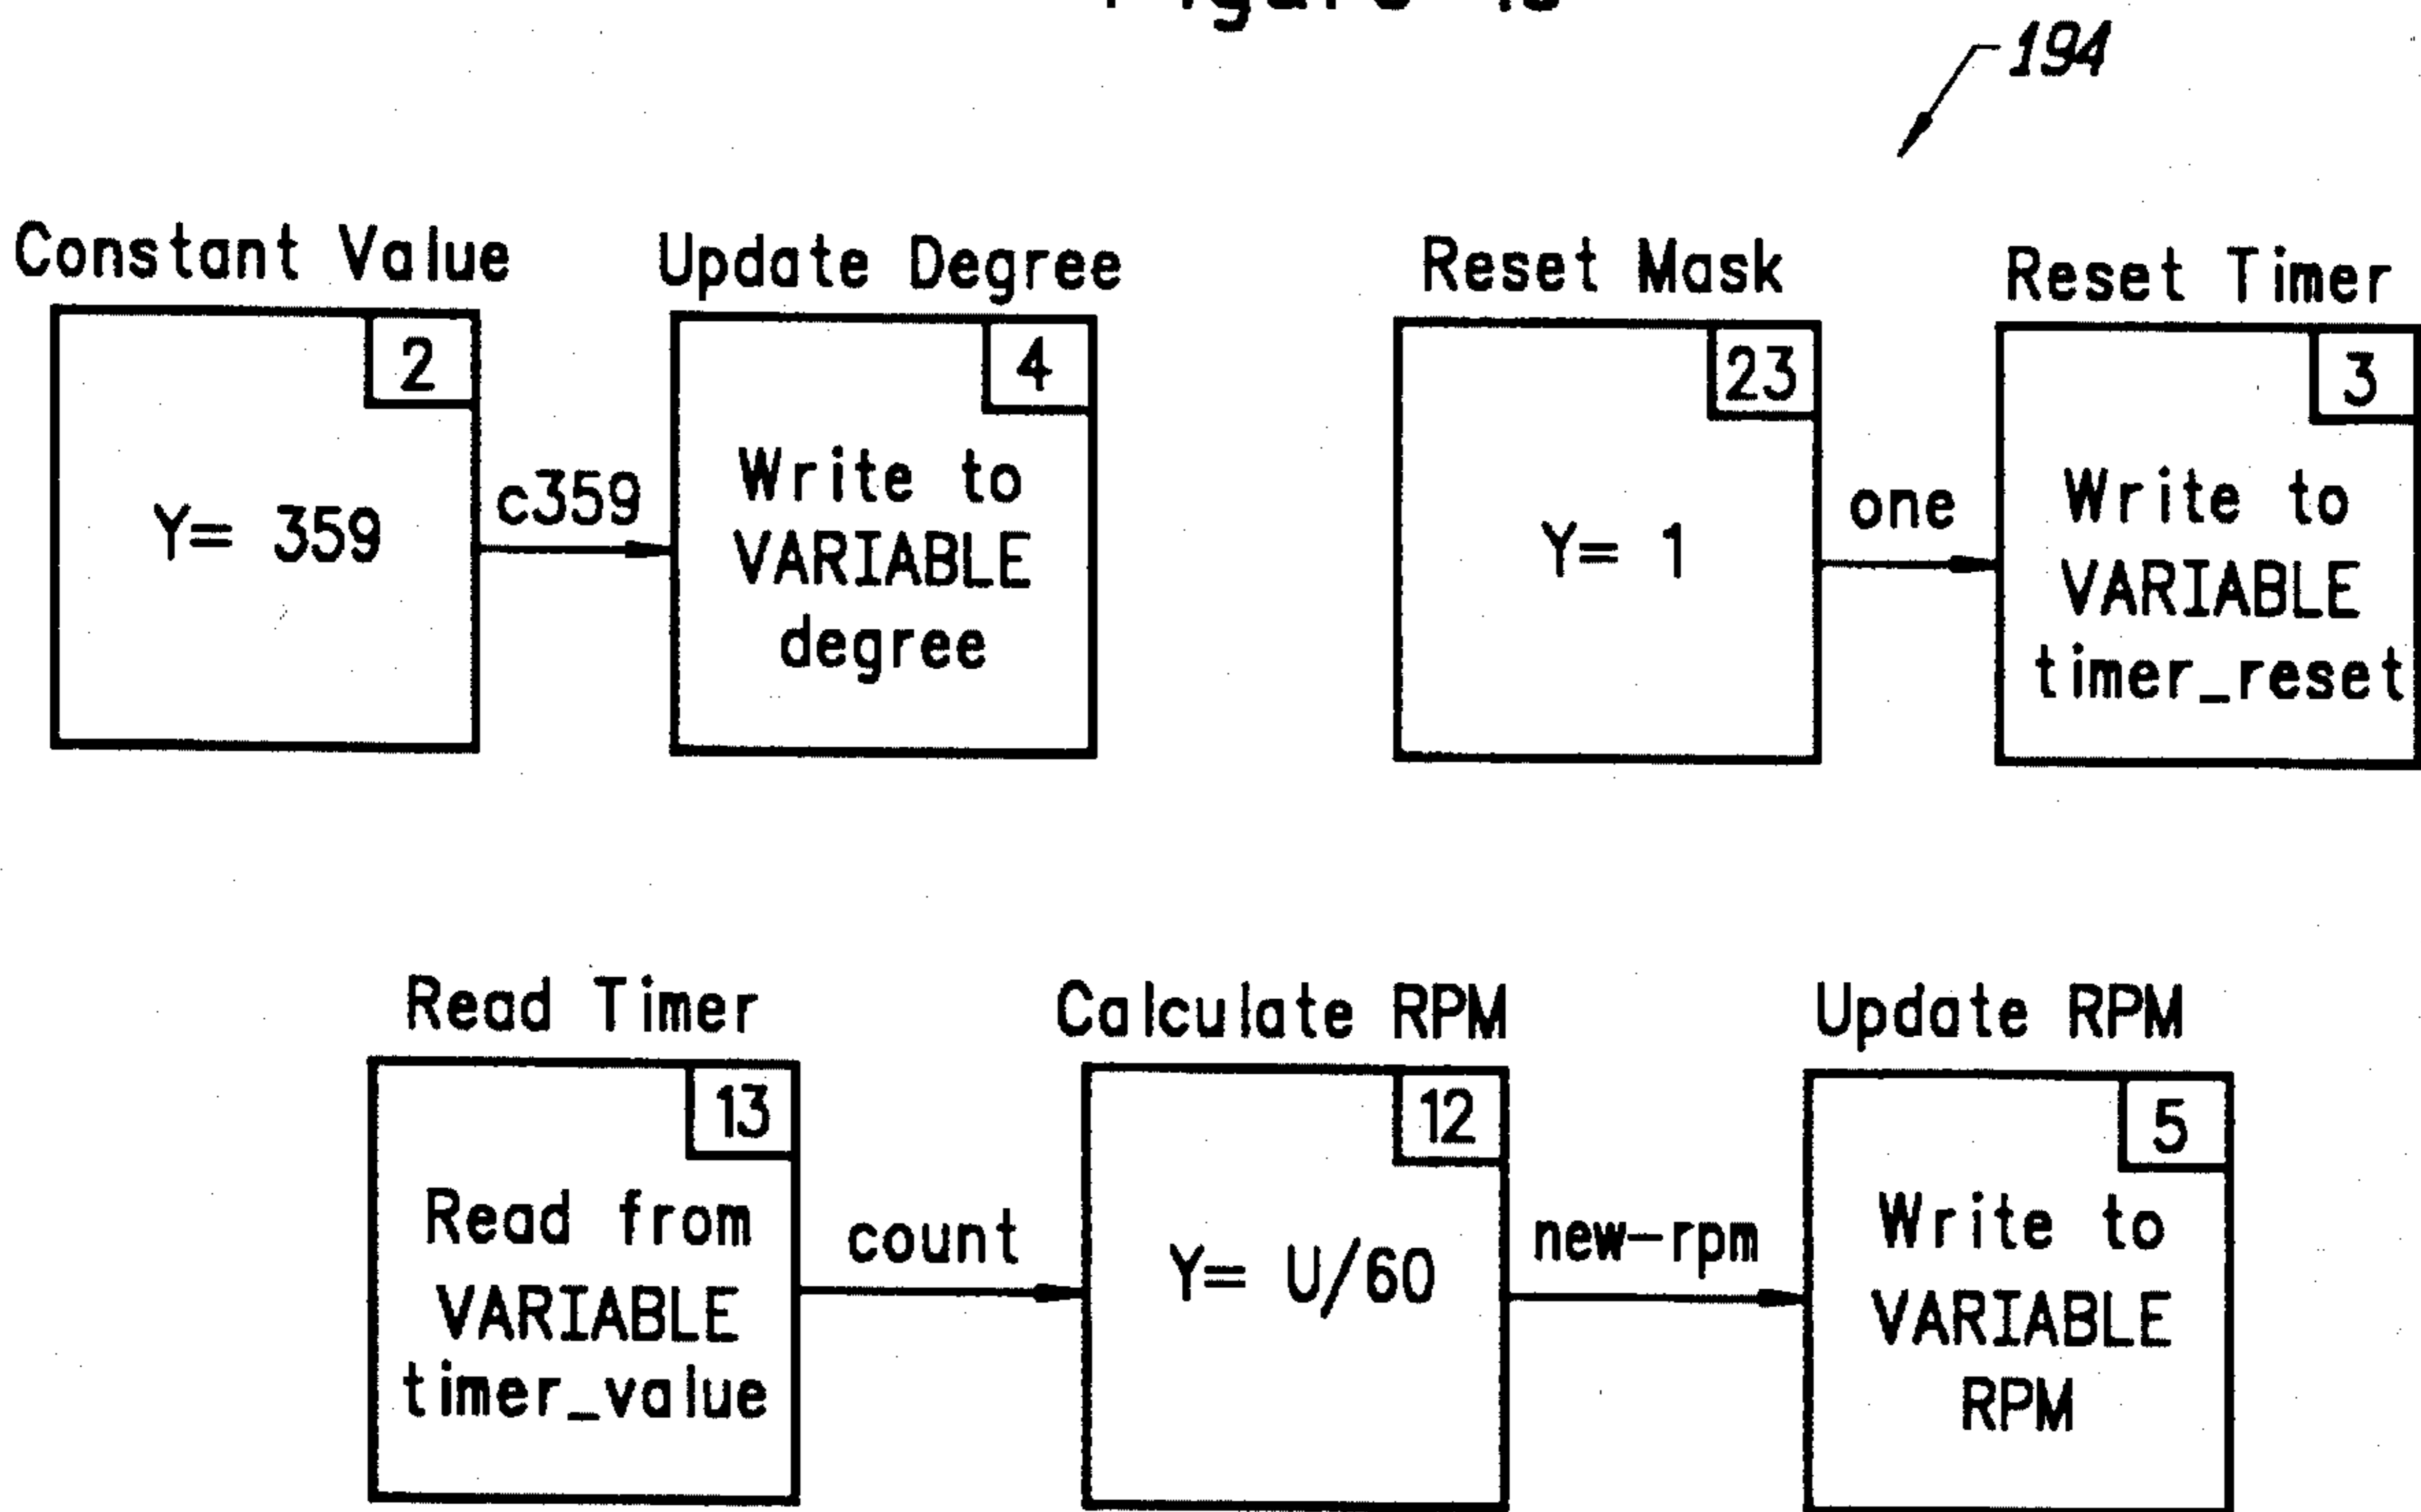 194
Constant Value
2
Y= 359
c359
Update Degree
4
Write to
VARIABLE
degree
Reset Mask
23
Y= 1
one
Reset Timer
3
Write to
VARIABLE
timer_reset
Read Timer
13
Read from
VARIABLE
timer_value
count
Calculate RPM
12
Y= U/60
new-rpm
Update RPM
5
Write to
VARIABLE
RPM